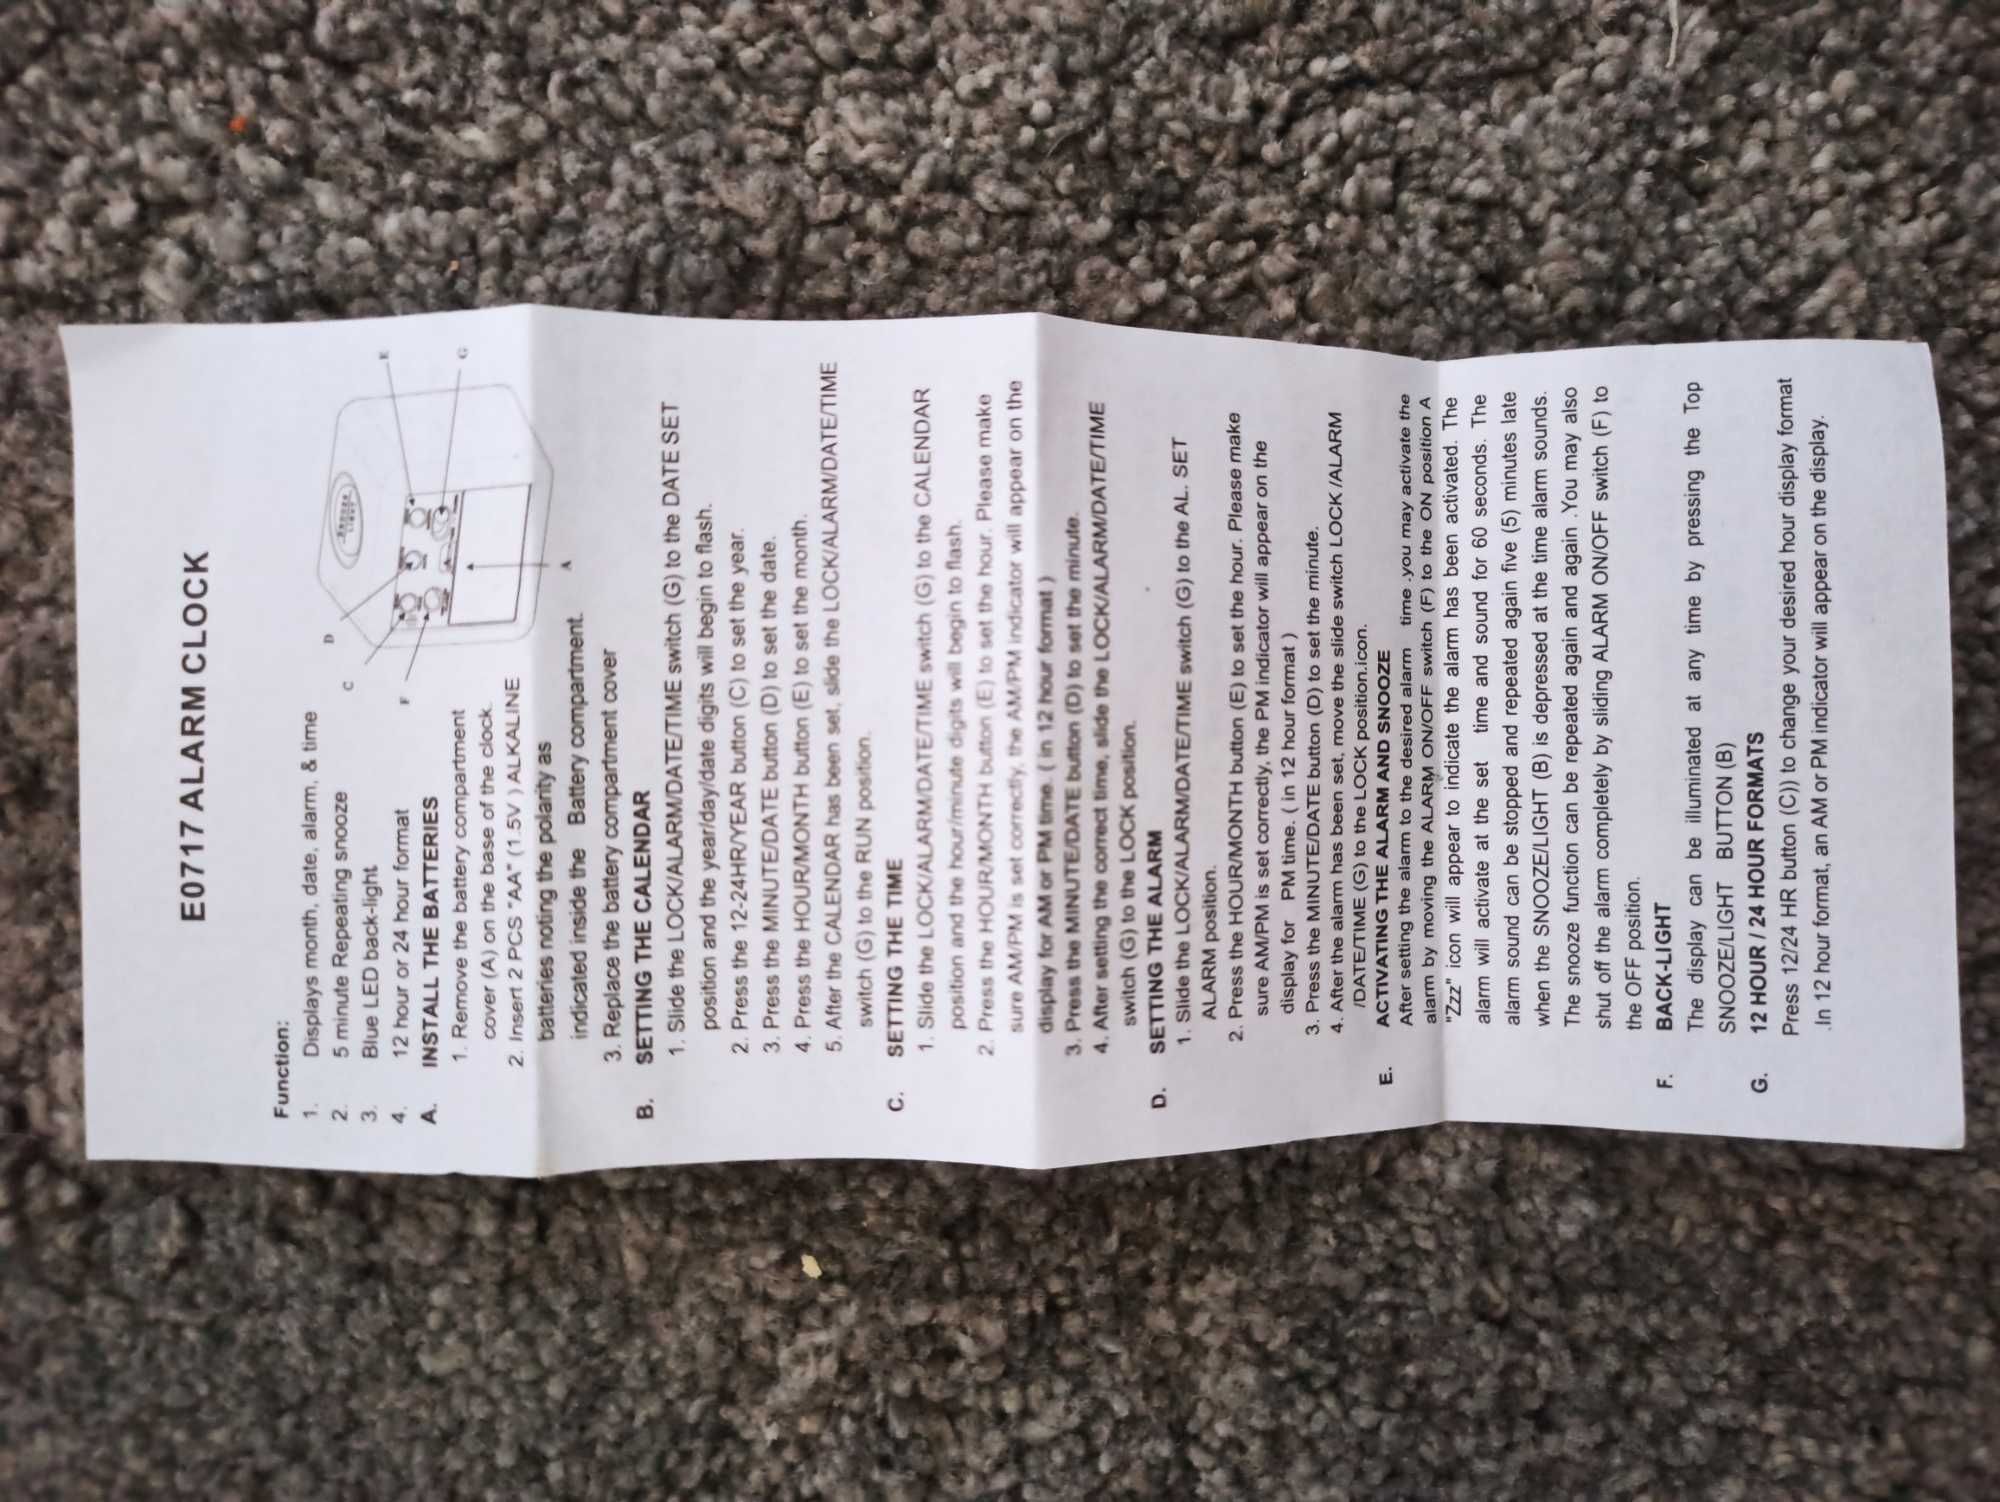 E0717 ALARM CLOCK
Function:
1. Displays month, date, alarm, & time
2. 5 minute Repeating snooze
3. Blue LED back-light
4. 12 hour or 24 hour format
A. INSTALL THE BATTERIES
1. Remove the battery compartment
cover (A) on the base of the clock.
2. Insert 2 PCS "AA" (1.5V ) ALKALINE
batteries noting the polarity as
indicated inside the Battery compartment.
3. Replace the battery compartment cover
D
C
F
E
G
A
LIGHT
B. SETTING THE CALENDAR
1. Slide the LOCK/ALARM/DATE/TIME switch (G) to the DATE SET
position and the year/day/date digits will begin to flash.
2. Press the 12-24HR/YEAR button (C) to set the year.
3. Press the MINUTE/DATE button (D) to set the date.
4. Press the HOUR/MONTH button (E) to set the month.
5. After the CALENDAR has been set, slide the LOCK/ALARM/DATE/TIME
switch (G) to the RUN position.
C. SETTING THE TIME
1. Slide the LOCK/ALARM/DATE/TIME switch (G) to the CALENDAR
position and the hour/minute digits will begin to flash.
2. Press the HOUR/MONTH button (E) to set the hour. Please make
sure AM/PM is set correctly, the AM/PM indicator will appear on the
display for AM or PM time. ( in 12 hour format )
3. Press the MINUTE/DATE button (D) to set the minute.
4. After setting the correct time, slide the LOCK/ALARM/DATE/TIME
switch (G) to the LOCK position.
D. SETTING THE ALARM
1. Slide the LOCK/ALARM/DATE/TIME switch (G) to the AL. SET
ALARM position.
2. Press the HOUR/MONTH button (E) to set the hour. Please make
sure AM/PM is set correctly, the PM indicator will appear on the
display for PM time. ( in 12 hour format )
3. Press the MINUTE/DATE button (D) to set the minute.
4. After the alarm has been set, move the slide switch LOCK /ALARM
/DATE/TIME (G) to the LOCK position.icon.
E. ACTIVATING THE ALARM AND SNOOZE
After setting the alarm to the desired alarm time .you may activate the
alarm by moving the ALARM ON/OFF switch (F) to the ON position A
"Zzz" icon will appear to indicate the alarm has been activated. The
alarm will activate at the set time and sound for 60 seconds. The
alarm sound can be stopped and repeated again five (5) minutes late
when the SNOOZE/LIGHT (B) is depressed at the time alarm sounds.
The snooze function can be repeated again and again .You may also
shut off the alarm completely by sliding ALARM ON/OFF switch (F) to
the OFF position.
F. BACK-LIGHT
The display can be illuminated at any time by pressing the Top
SNOOZE/LIGHT BUTTON (B)
G. 12 HOUR / 24 HOUR FORMATS
Press 12/24 HR button (C)) to change your desired hour display format
.In 12 hour format, an AM or PM indicator will appear on the display.